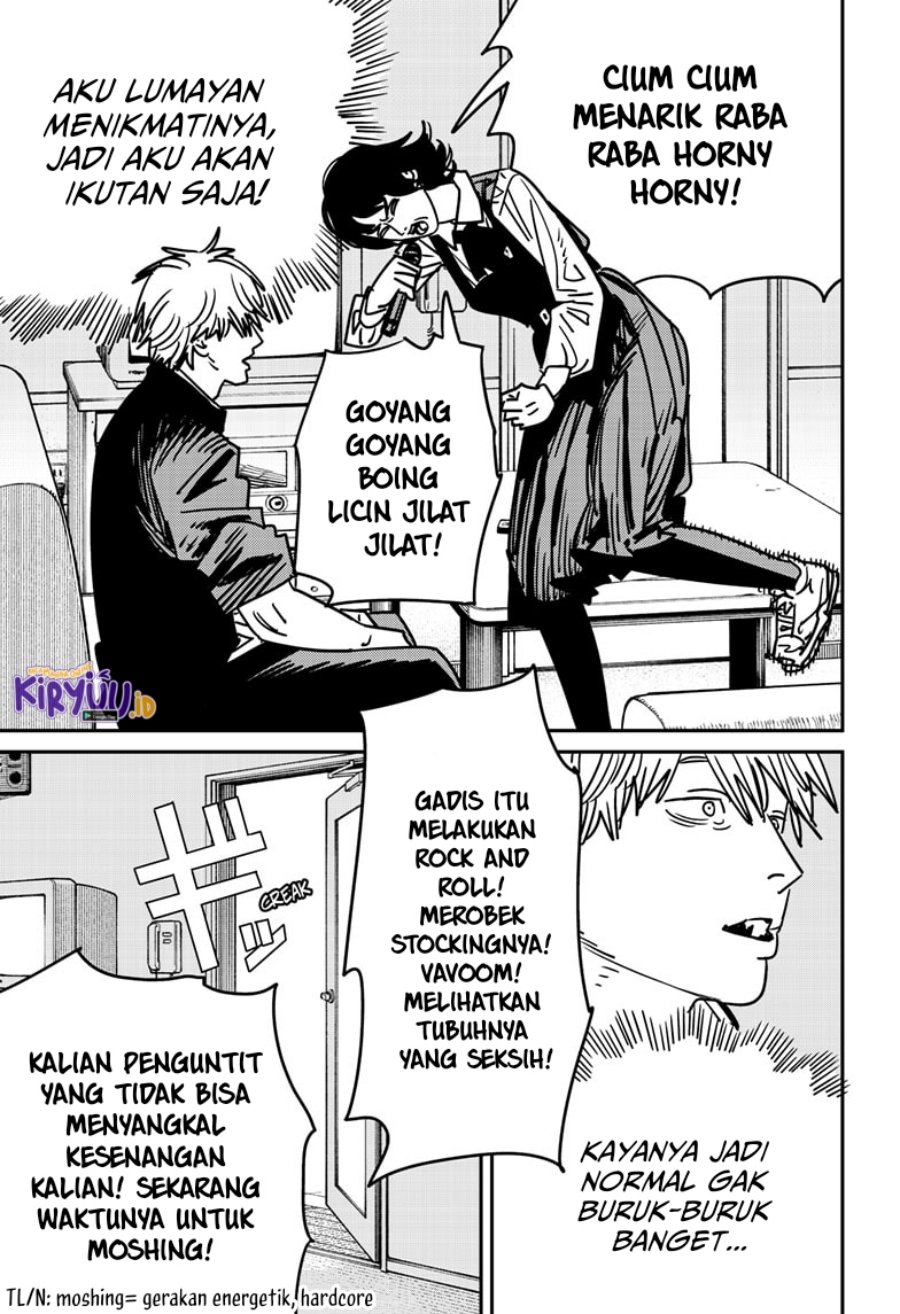 CIUM CIUM
MENARIK RABA
RABA HORNY
HORNY!
AKU LUMAYAN
MENIKMATINYA,
JADI AKU AKAN
IKUTAN SAJA!
GOYANG
GOYANG
BOING
LICIN JILAT
JILAT!
KiRYUU.iD
GADIS ITU
MELAKUKAN
ROCK AND
ROLL!
MEROBEK
STOCKINGNYA!
VAVOOM!
MELIHATKAN
TUBUHNYA
YANG SEKSIH!
KAYANYA JADI
NORMAL GAK
BURUK-BURUK
BANGET...
ギギッ
CREAK
KALIAN PENGUNTIT
YANG TIDAK BISA
MENYANGKAL
KESENANGAN
KALIAN! SEKARANG
WAKTUNYA UNTUK
MOSHING!
TL/N: moshing= gerakan energetik, hardcore